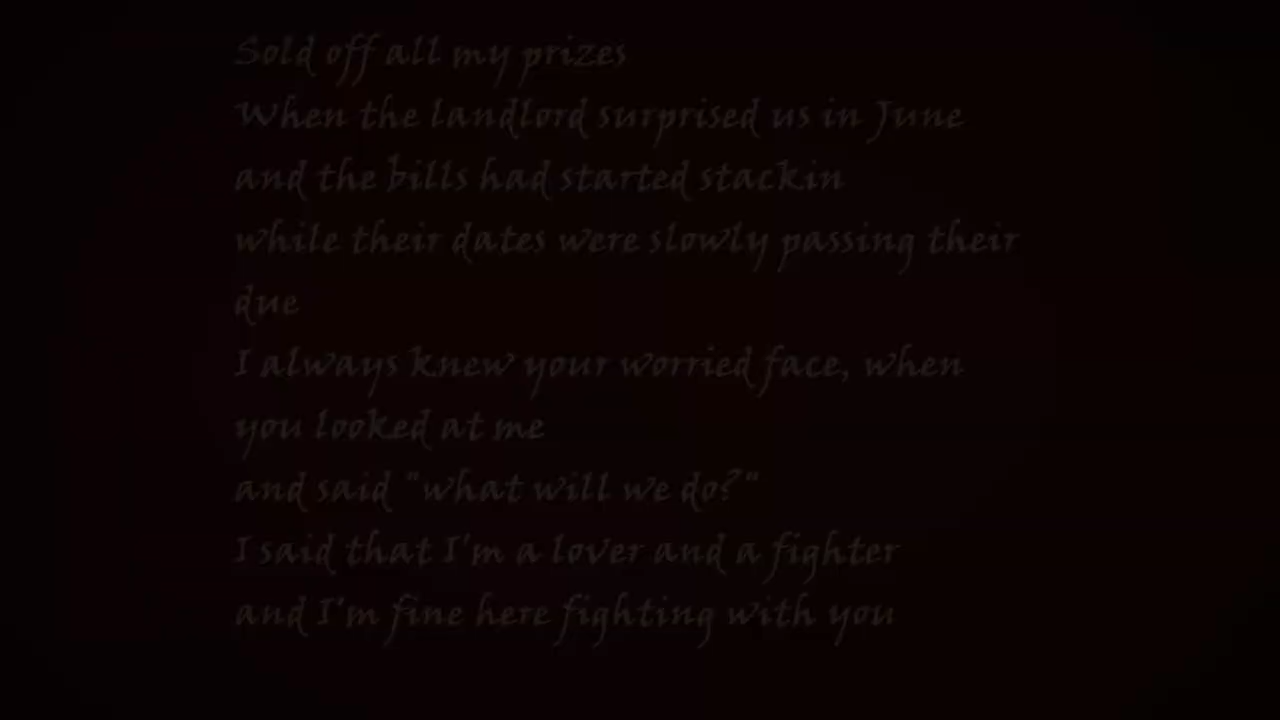 Sold off all my prizes
When the landlord surprised us in June
and the bills had started stackin
while their dates were slowly passing their
due
I always knew your worried face, when
you looked at me
and said "what will we do?"
I said that I'm a lover and a fighter
and I'm fine here fighting with you